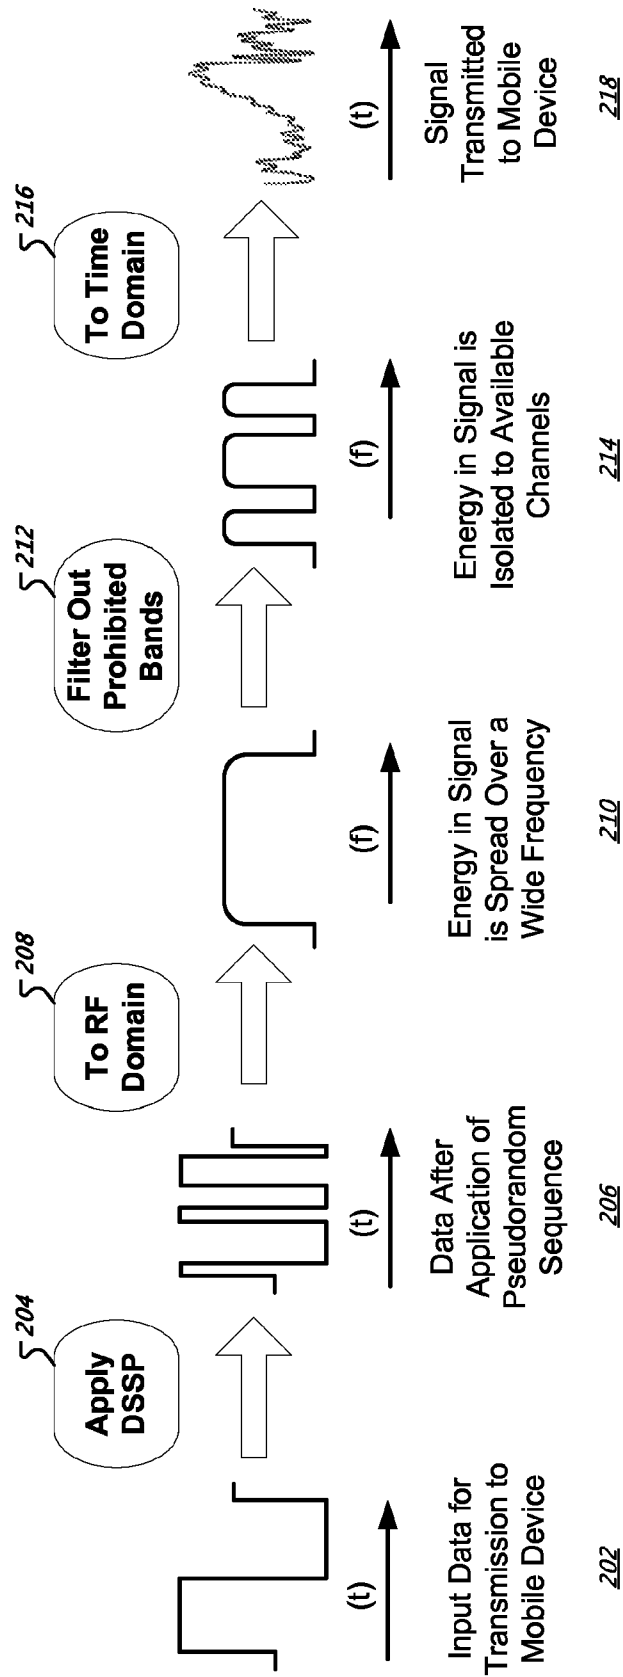 204
208
212
216
Apply
DSSP
To RF
Domain
Filter Out
Prohibited
Bands
To Time
Domain
(t)
(t)
(f)
(f)
(t)
Input Data for
Transmission to
Mobile Device
Data After
Application of
Pseudorandom
Sequence
Energy in Signal
is Spread Over a
Wide Frequency
Energy in Signal is
Isolated to Available
Channels
Signal
Transmitted
to Mobile
Device
202
206
210
214
218